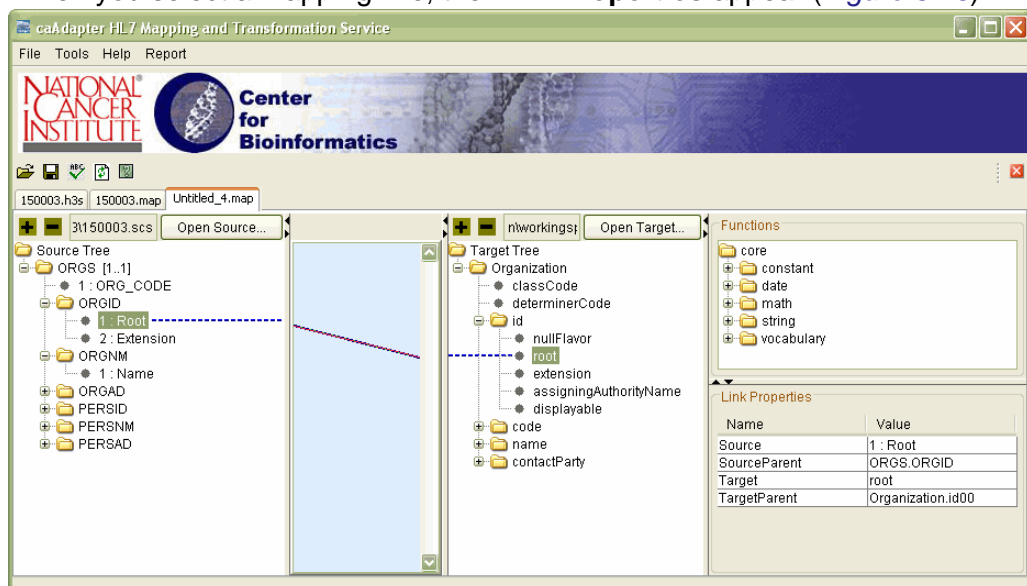 caAdapter HL7 Mapping and Transformation Service
File Tools Help Report
NATIONAL
CANCER
INSTITUTE
Center
for
Bioinformatics
150003.h3s 150003.map Untitled_4.map
3\150003.scs Open Source... Open Target...
Source Tree
ORGS [1..1]
1 : ORG_CODE
ORGID
1 : Root
2 : Extension
ORGNM
1 : Name
ORGAD
PERSID
PERSNM
PERSAD
Target Tree
Organization
classCode
determinerCode
id
nullFlavor
root
extension
assigningAuthorityName
displayable
code
name
contactParty
Functions
core
constant
date
math
string
vocabulary
Link Properties
Name Value
Source 1 : Root
SourceParent ORGS.ORGID
Target root
TargetParent Organization.id00